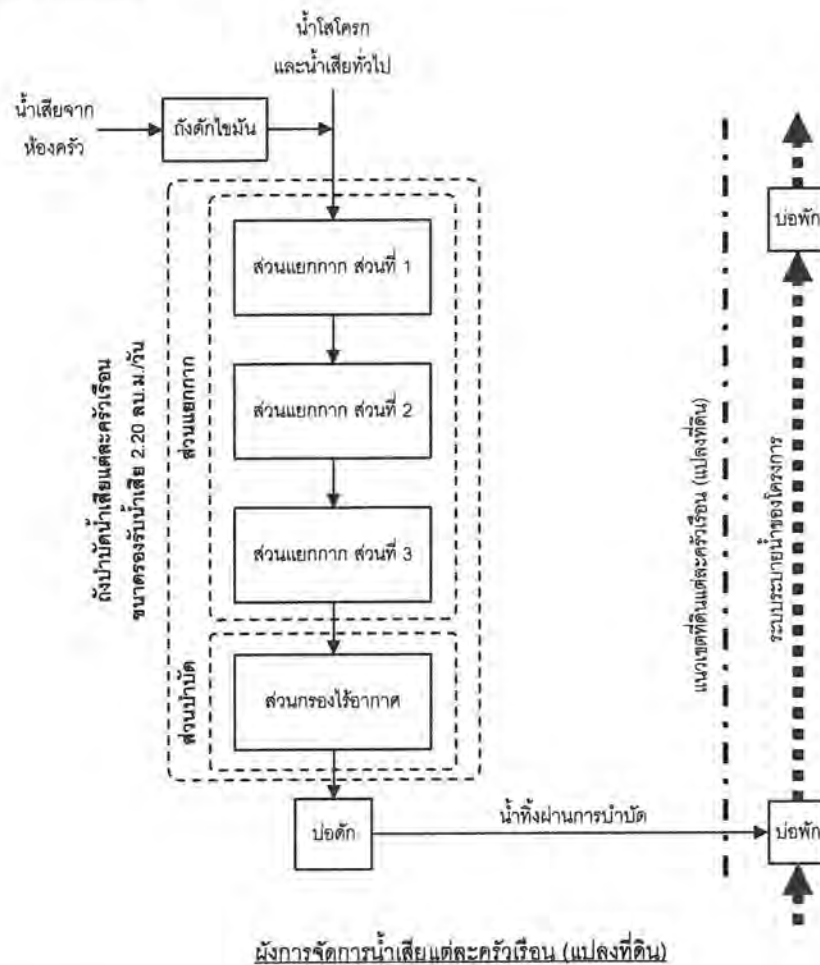 น้ำโสโครก
และน้ำเสียทั่วไป
น้ำเสียจาก
ห้องครัว
ถังดักไขมัน
ส่วนแยกกาก ส่วนที่ 1
ส่วนแยกกาก ส่วนที่ 2
ส่วนแยกกาก ส่วนที่ 3
ส่วนกรองไร้อากาศ
ส่วนแยกกาก
ส่วนบำบัด
ถังบำบัดน้ำเสียแต่ละครัวเรือน
ขนาดรองรับน้ำเสีย 2.20 ลบ.ม./วัน
บ่อดัก
น้ำทิ้งผ่านการบำบัด
แนวเขตที่ดินแต่ละครัวเรือน (แปลงที่ดิน)
ระบบระบายน้ำของโครงการ
บ่อพัก
บ่อพัก
ผังการจัดการน้ำเสียแต่ละครัวเรือน (แปลงที่ดิน)